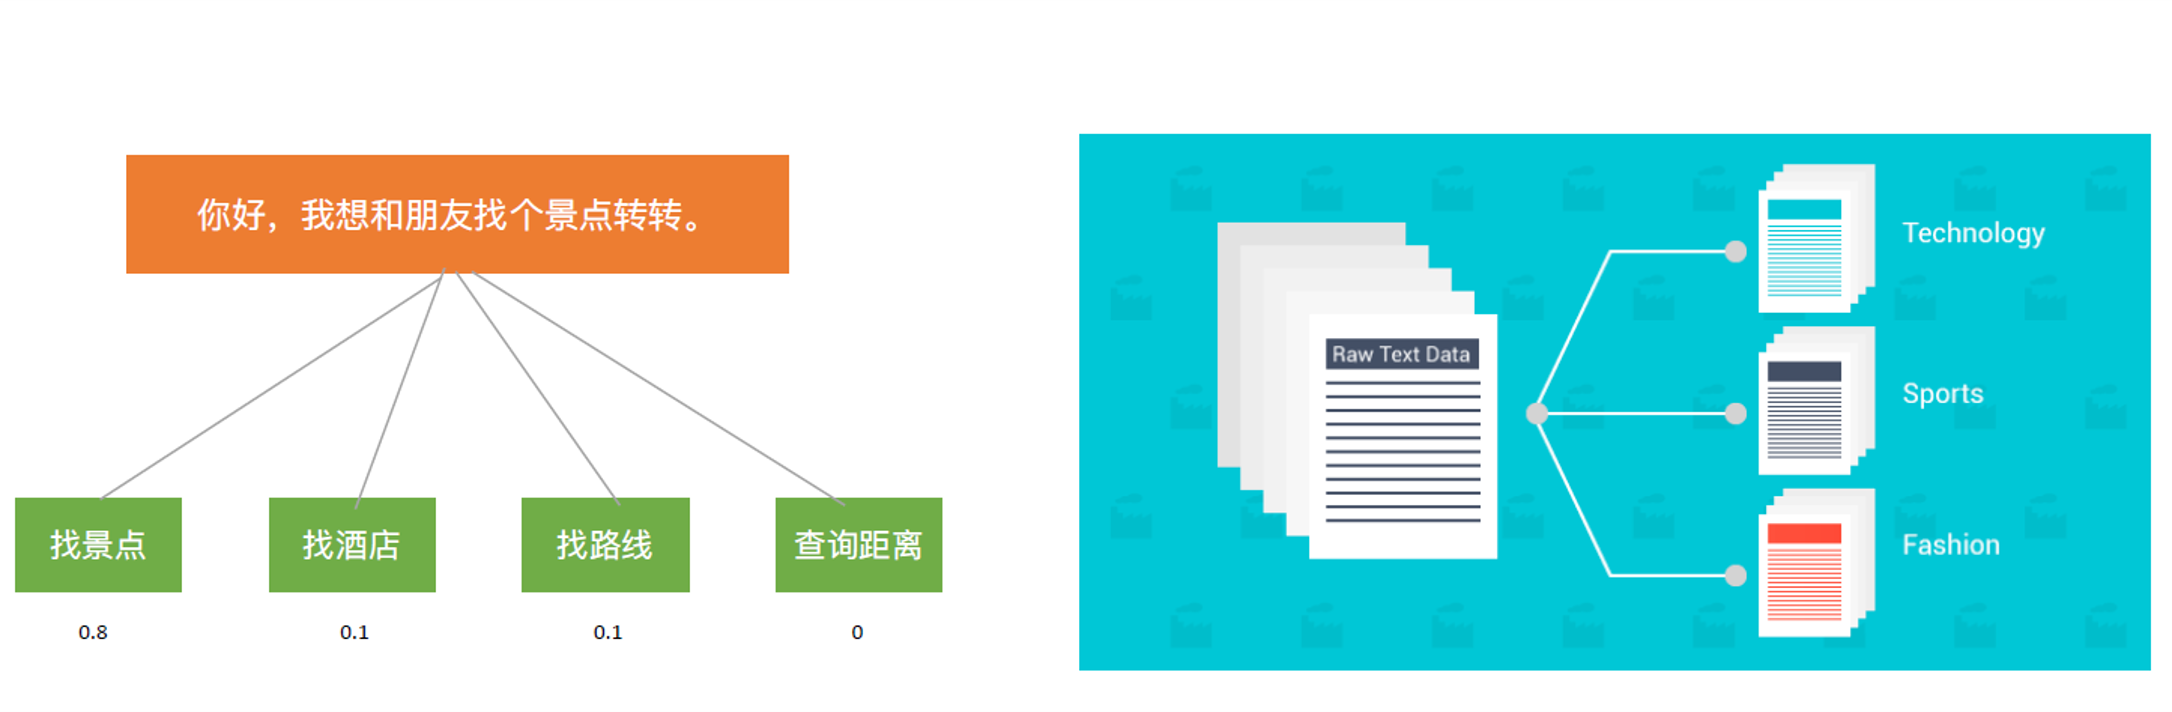 你好，我想和朋友找个景点转转。
找景点
找酒店
找路线
查询距离
0.8
0.1
0.1
0
Raw Text Data
Technology
Sports
Fashion